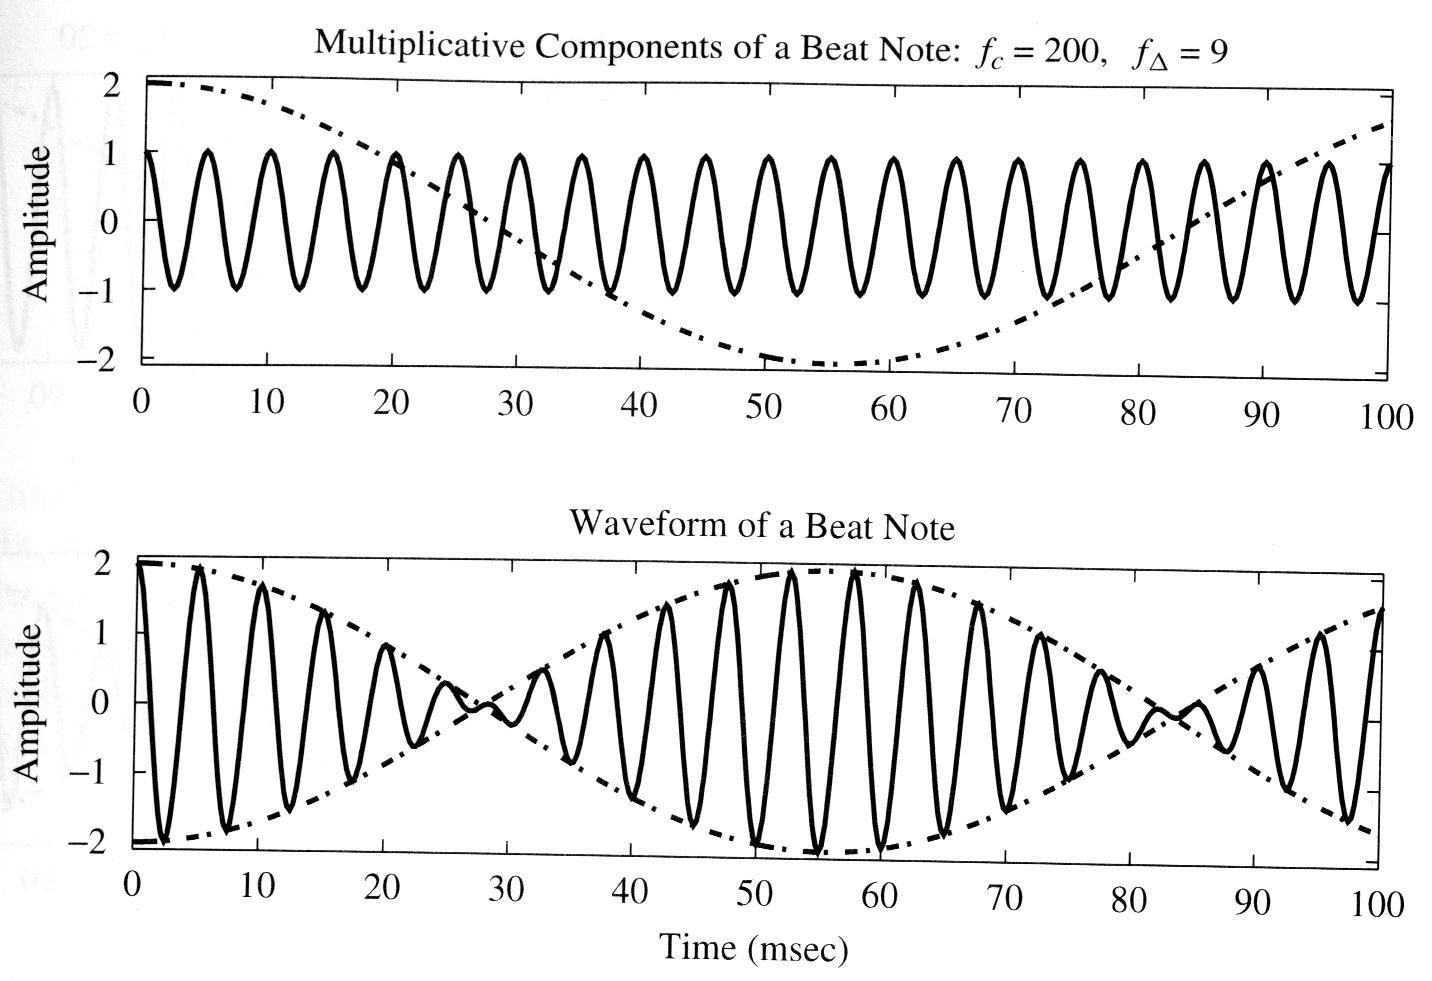 Multiplicative Components of a Beat Note: f_c = 200, f_Δ = 9
Amplitude
2
1
0
−1
−2
0 10 20 30 40 50 60 70 80 90 100
Waveform of a Beat Note
Amplitude
2
1
0
−1
−2
0 10 20 30 40 50 60 70 80 90 100
Time (msec)